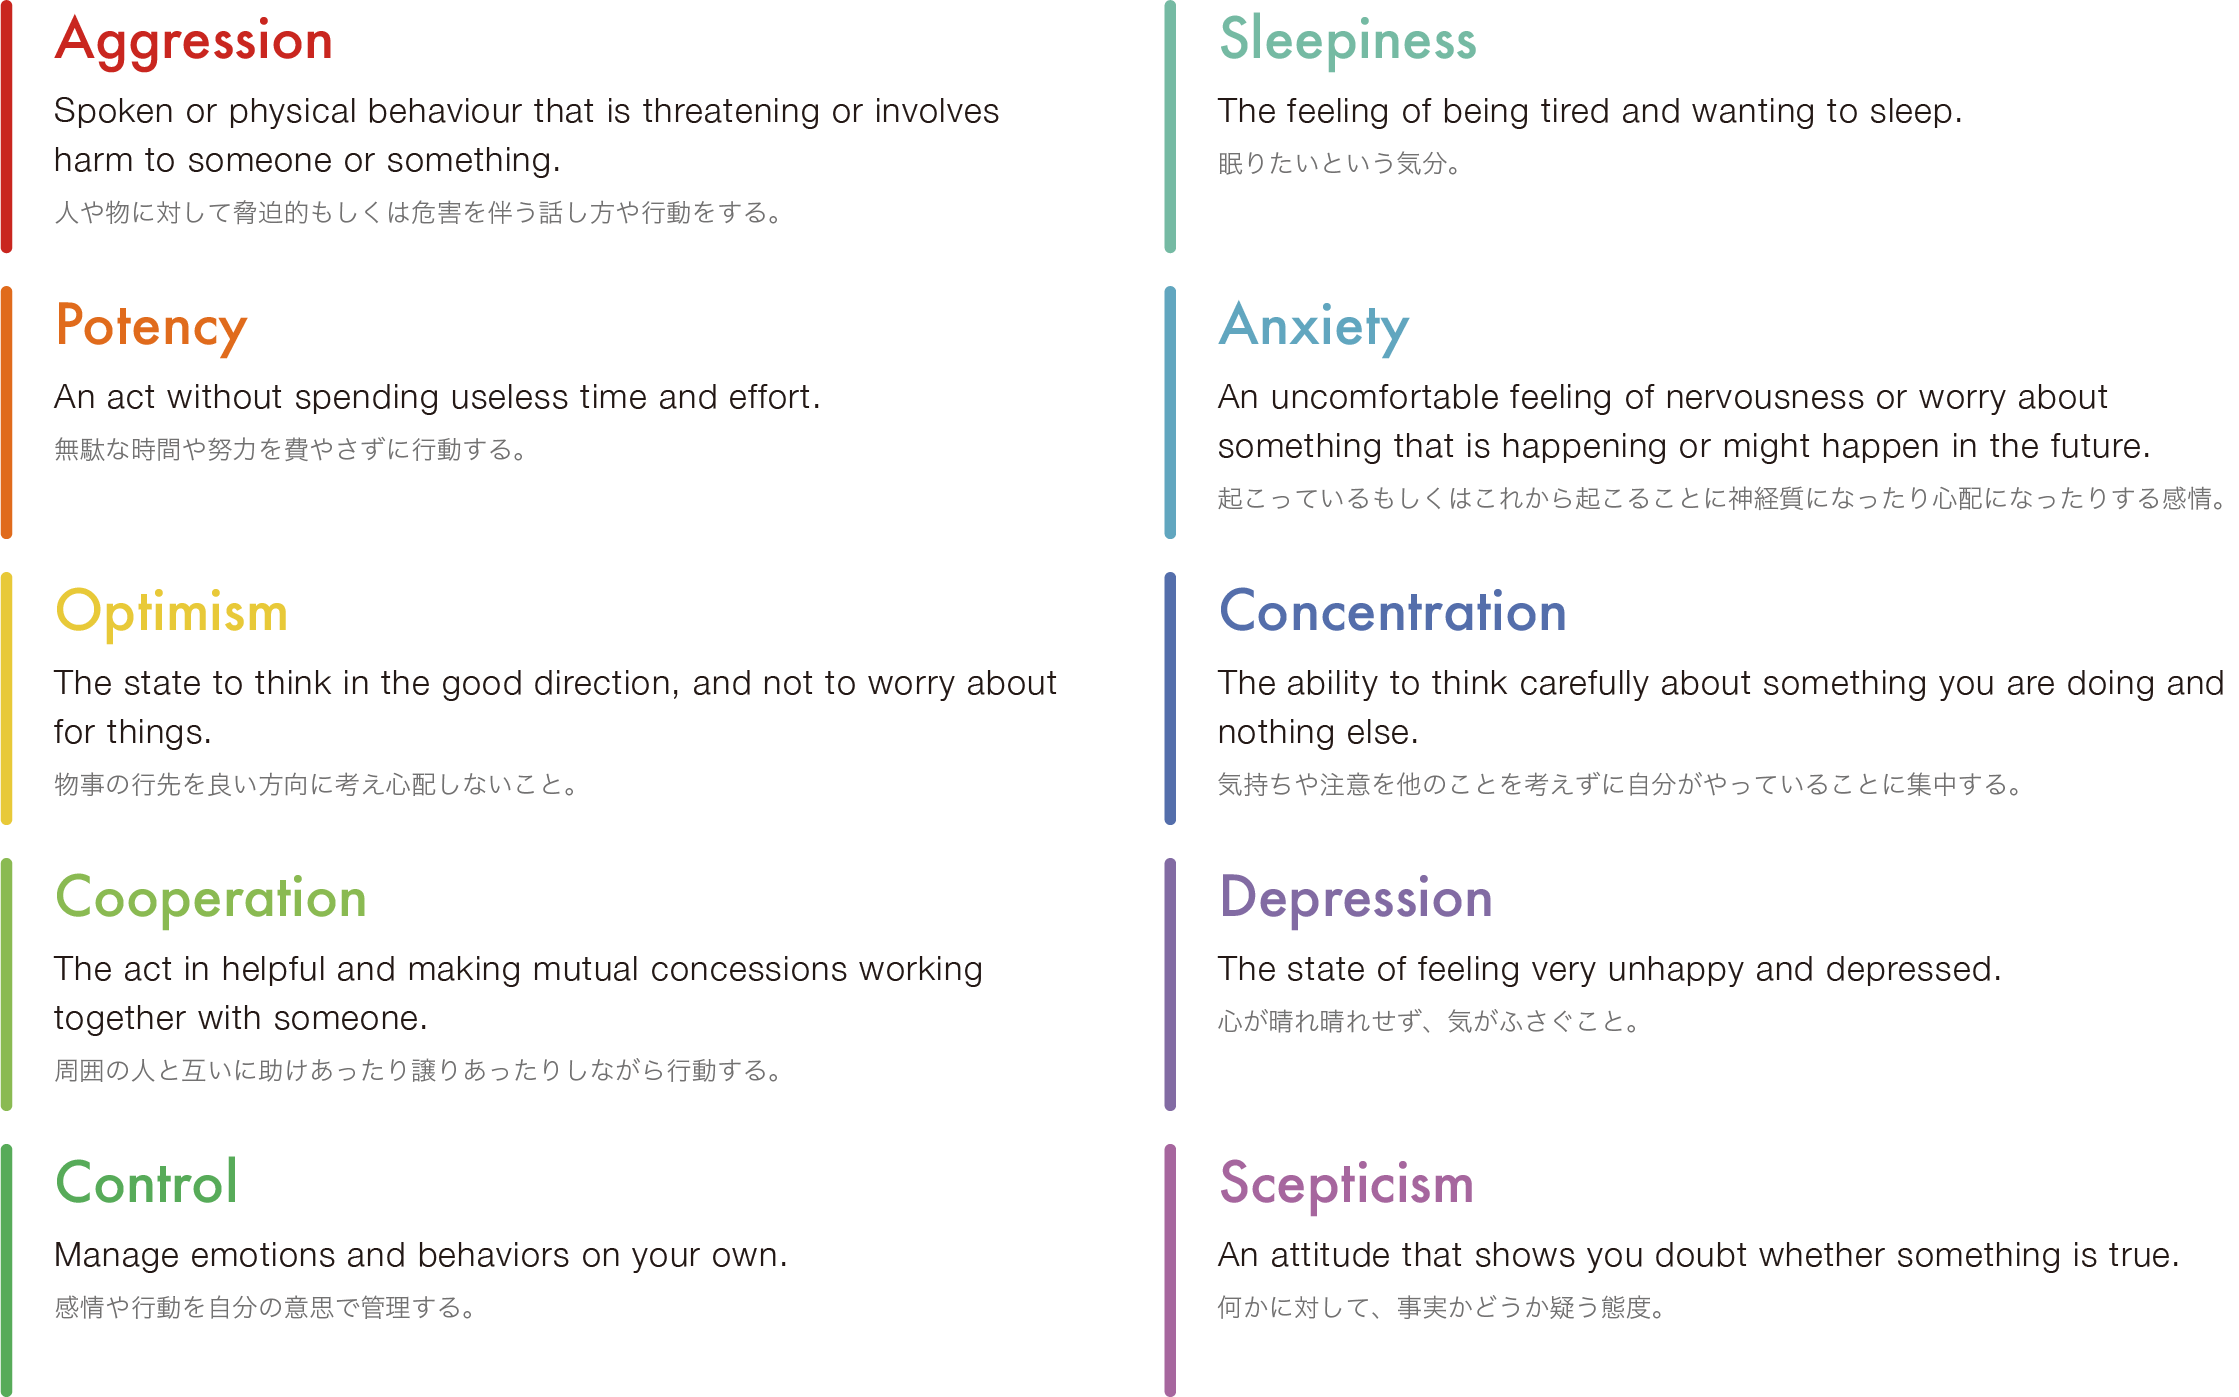 Aggression
Spoken or physical behaviour that is threatening or involves
harm to someone or something.
人や物に対して脅迫的もしくは危害を伴う話し方や行動をする。
Potency
An act without spending useless time and effort.
無駄な時間や努力を費やさずに行動する。
Optimism
The state to think in the good direction, and not to worry about
for things.
物事の行先を良い方向に考え心配しないこと。
Cooperation
The act in helpful and making mutual concessions working
together with someone.
周囲の人と互いに助けあったり譲りあったりしながら行動する。
Control
Manage emotions and behaviors on your own.
感情や行動を自分の意思で管理する。
Sleepiness
The feeling of being tired and wanting to sleep.
眠りたいという気分。
Anxiety
An uncomfortable feeling of nervousness or worry about
something that is happening or might happen in the future.
起こっているもしくはこれから起こることに神経質になったり心配になったりする感情。
Concentration
The ability to think carefully about something you are doing and
nothing else.
気持ちや注意を他のことを考えずに自分がやっていることに集中する。
Depression
The state of feeling very unhappy and depressed.
心が晴れ晴れせず、気がふさぐこと。
Scepticism
An attitude that shows you doubt whether something is true.
何かに対して、事実かどうか疑う態度。